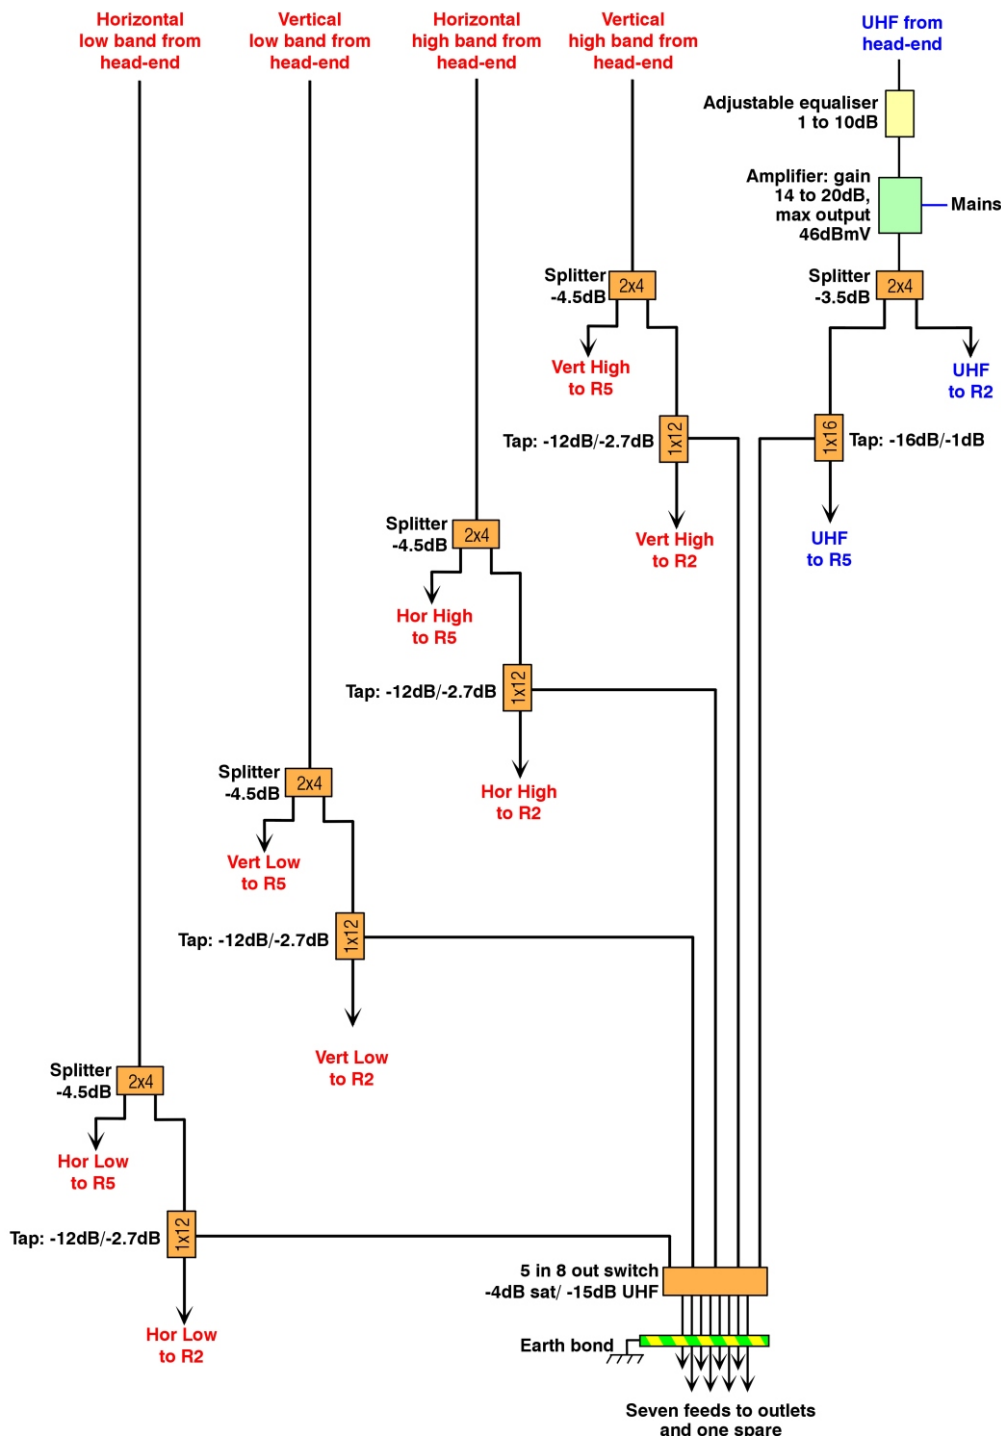 Horizontal
low band from
head-end
Vertical
low band from
head-end
Horizontal
high band from
head-end
Vertical
high band from
head-end
UHF from
head-end
Adjustable equaliser
1 to 10dB
Amplifier: gain
14 to 20dB,
max output
46dBmV
Mains
Splitter
-4.5dB
2x4
Splitter
-3.5dB
2x4
Vert High
to R5
UHF
to R2
Tap: -12dB/-2.7dB
1x12
1x16
Tap: -16dB/-1dB
Vert High
to R2
UHF
to R5
Splitter
-4.5dB
2x4
Hor High
to R5
Tap: -12dB/-2.7dB
1x12
Hor High
to R2
Splitter
-4.5dB
2x4
Vert Low
to R5
Tap: -12dB/-2.7dB
1x12
Vert Low
to R2
Splitter
-4.5dB
2x4
Hor Low
to R5
Tap: -12dB/-2.7dB
1x12
Hor Low
to R2
5 in 8 out switch
-4dB sat/ -15dB UHF
Earth bond
Seven feeds to outlets
and one spare